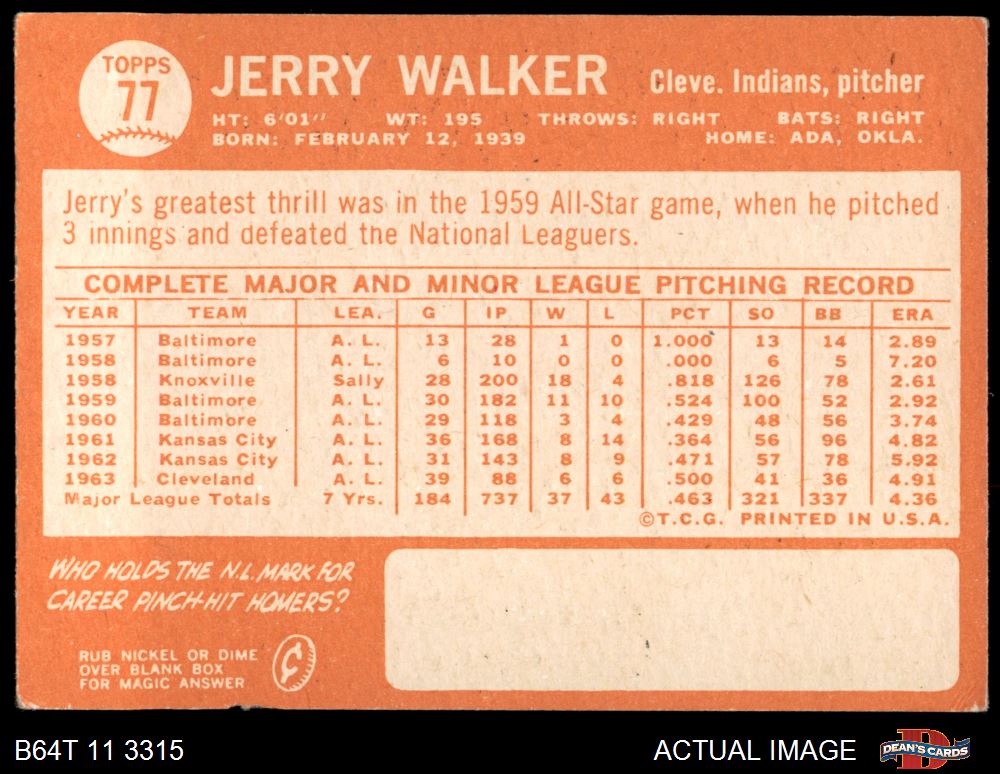 TOPPS
77
JERRY WALKER Cleve. Indians, pitcher
HT: 6'01" WT: 195 THROWS: RIGHT BATS: RIGHT
BORN: FEBRUARY 12, 1939 HOME: ADA, OKLA.
Jerry's greatest thrill was in the 1959 All-Star game, when he pitched
3 innings and defeated the National Leaguers.
COMPLETE MAJOR AND MINOR LEAGUE PITCHING RECORD
YEAR TEAM LEA. G IP W L PCT SO BB ERA
1957 Baltimore A. L. 13 28 1 0 1.000 13 14 2.89
1958 Baltimore A. L. 6 10 0 0 .000 6 5 7.20
1958 Knoxville Sally 28 200 18 4 .818 126 78 2.61
1959 Baltimore A. L. 30 182 11 10 .524 100 52 2.92
1960 Baltimore A. L. 29 118 3 4 .429 48 56 3.74
1961 Kansas City A. L. 36 168 8 14 .364 56 96 4.82
1962 Kansas City A. L. 31 143 8 9 .471 57 78 5.92
1963 Cleveland A. L. 39 88 6 6 .500 41 36 4.91
Major League Totals 7 Yrs. 184 737 37 43 .463 321 337 4.36
©T.C.G. PRINTED IN U.S.A.
WHO HOLDS THE N.L. MARK FOR
CAREER PINCH-HIT HOMERS?
RUB NICKEL OR DIME
OVER BLANK BOX
FOR MAGIC ANSWER
¢
B64T 11 3315 ACTUAL IMAGE
DEAN'S CARDS